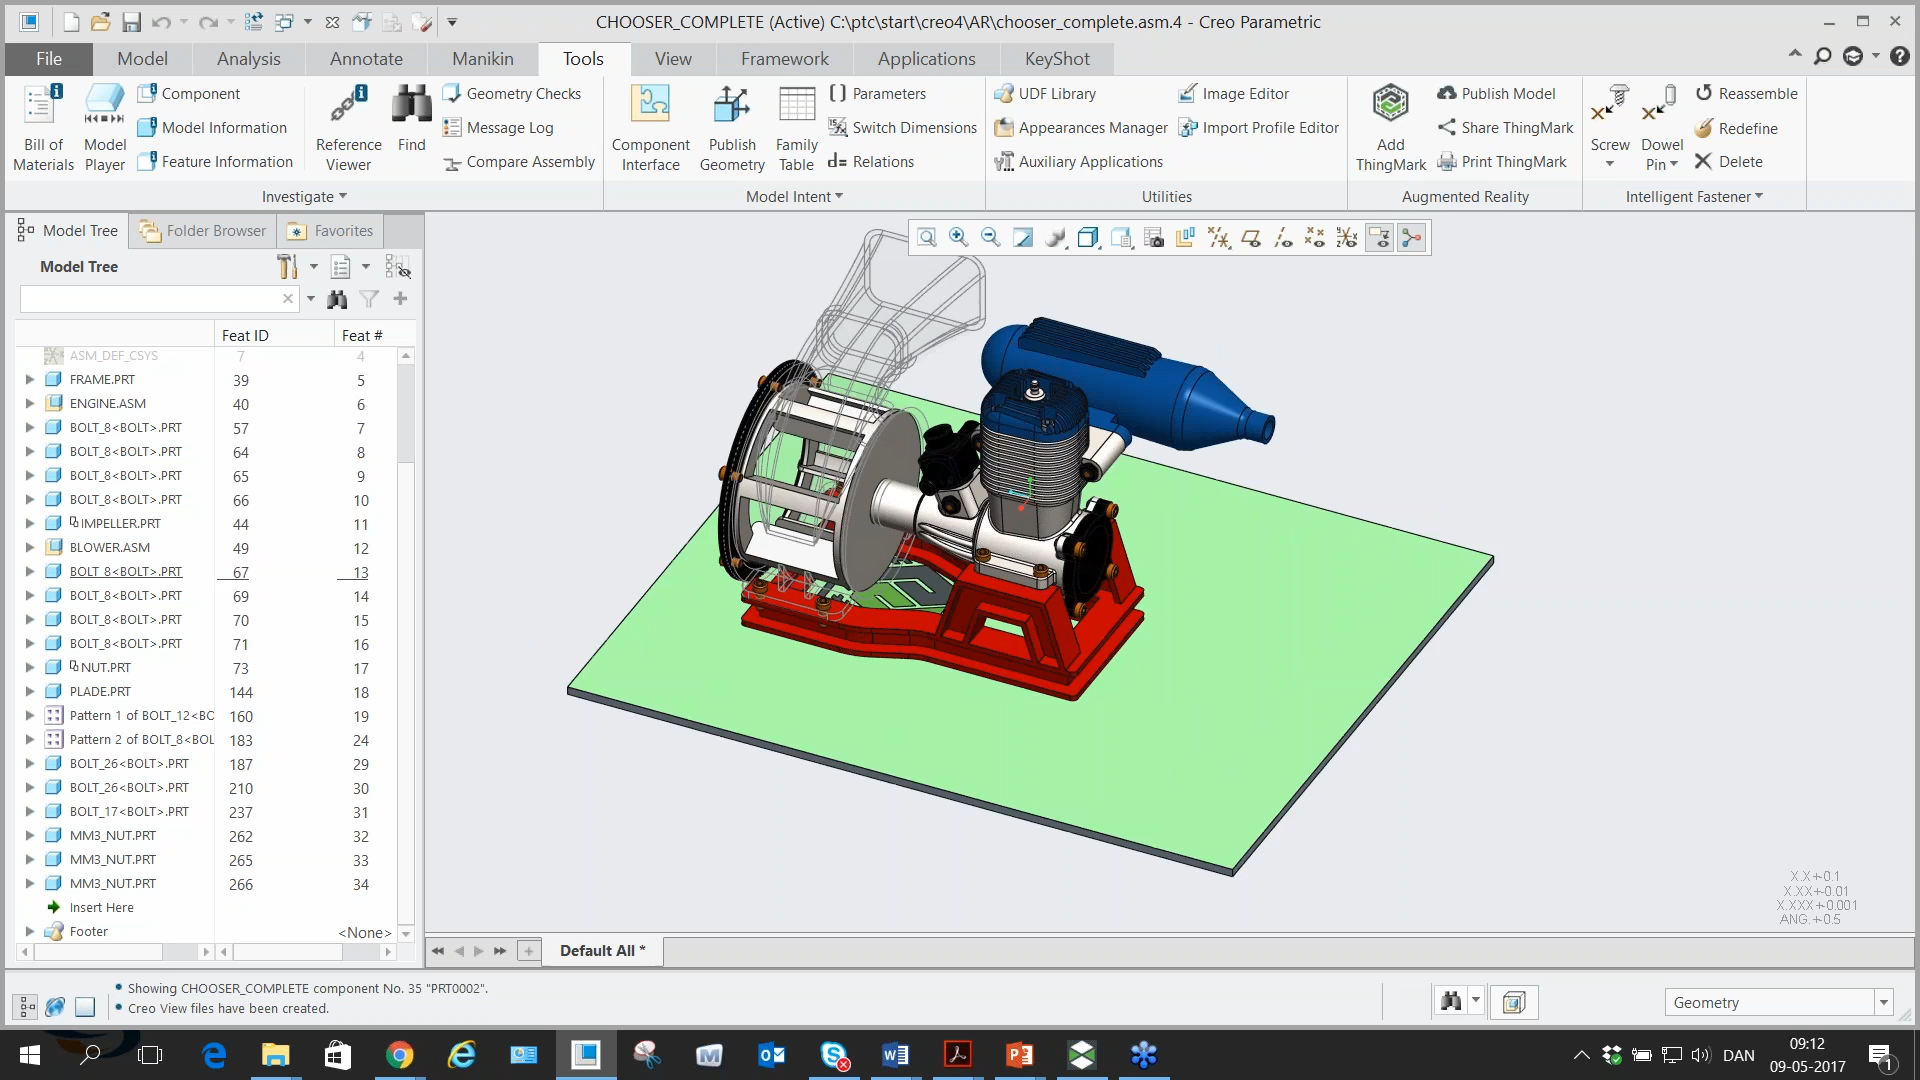 CHOOSER_COMPLETE (Active) C:\ptc\start\creo4\AR\chooser_complete.asm.4 - Creo Parametric
File Model Analysis Annotate Manikin Tools View Framework Applications KeyShot
Bill of Materials
Model Player
Component
Model Information
Feature Information
Reference Viewer
Find
Geometry Checks
Message Log
Compare Assembly
Investigate
Component Interface
Publish Geometry
Family Table
Parameters
Switch Dimensions
d= Relations
Model Intent
UDF Library
Appearances Manager
Auxiliary Applications
Image Editor
Import Profile Editor
Utilities
Add ThingMark
Publish Model
Share ThingMark
Print ThingMark
Augmented Reality
Screw
Dowel Pin
Reassemble
Redefine
Delete
Intelligent Fastener
Model Tree Folder Browser Favorites
Model Tree
Feat ID Feat #
ASM_DEF_CSYS 7 4
FRAME.PRT 39 5
ENGINE.ASM 40 6
BOLT_8<BOLT>.PRT 57 7
BOLT_8<BOLT>.PRT 64 8
BOLT_8<BOLT>.PRT 65 9
BOLT_8<BOLT>.PRT 66 10
IMPELLER.PRT 44 11
BLOWER.ASM 49 12
BOLT_8<BOLT>.PRT 67 13
BOLT_8<BOLT>.PRT 69 14
BOLT_8<BOLT>.PRT 70 15
BOLT_8<BOLT>.PRT 71 16
NUT.PRT 73 17
PLADE.PRT 144 18
Pattern 1 of BOLT_12<BO 160 19
Pattern 2 of BOLT_8<BOL 183 24
BOLT_26<BOLT>.PRT 187 29
BOLT_26<BOLT>.PRT 210 30
BOLT_17<BOLT>.PRT 237 31
MM3_NUT.PRT 262 32
MM3_NUT.PRT 265 33
MM3_NUT.PRT 266 34
Insert Here
Footer <None>
X.X+-0.1
X.XX+-0.01
X.XXX+-0.001
ANG.+-0.5
Default All *
Showing CHOOSER_COMPLETE component No. 35 "PRT0002".
Creo View files have been created.
Geometry
DAN
09:12
09-05-2017
1